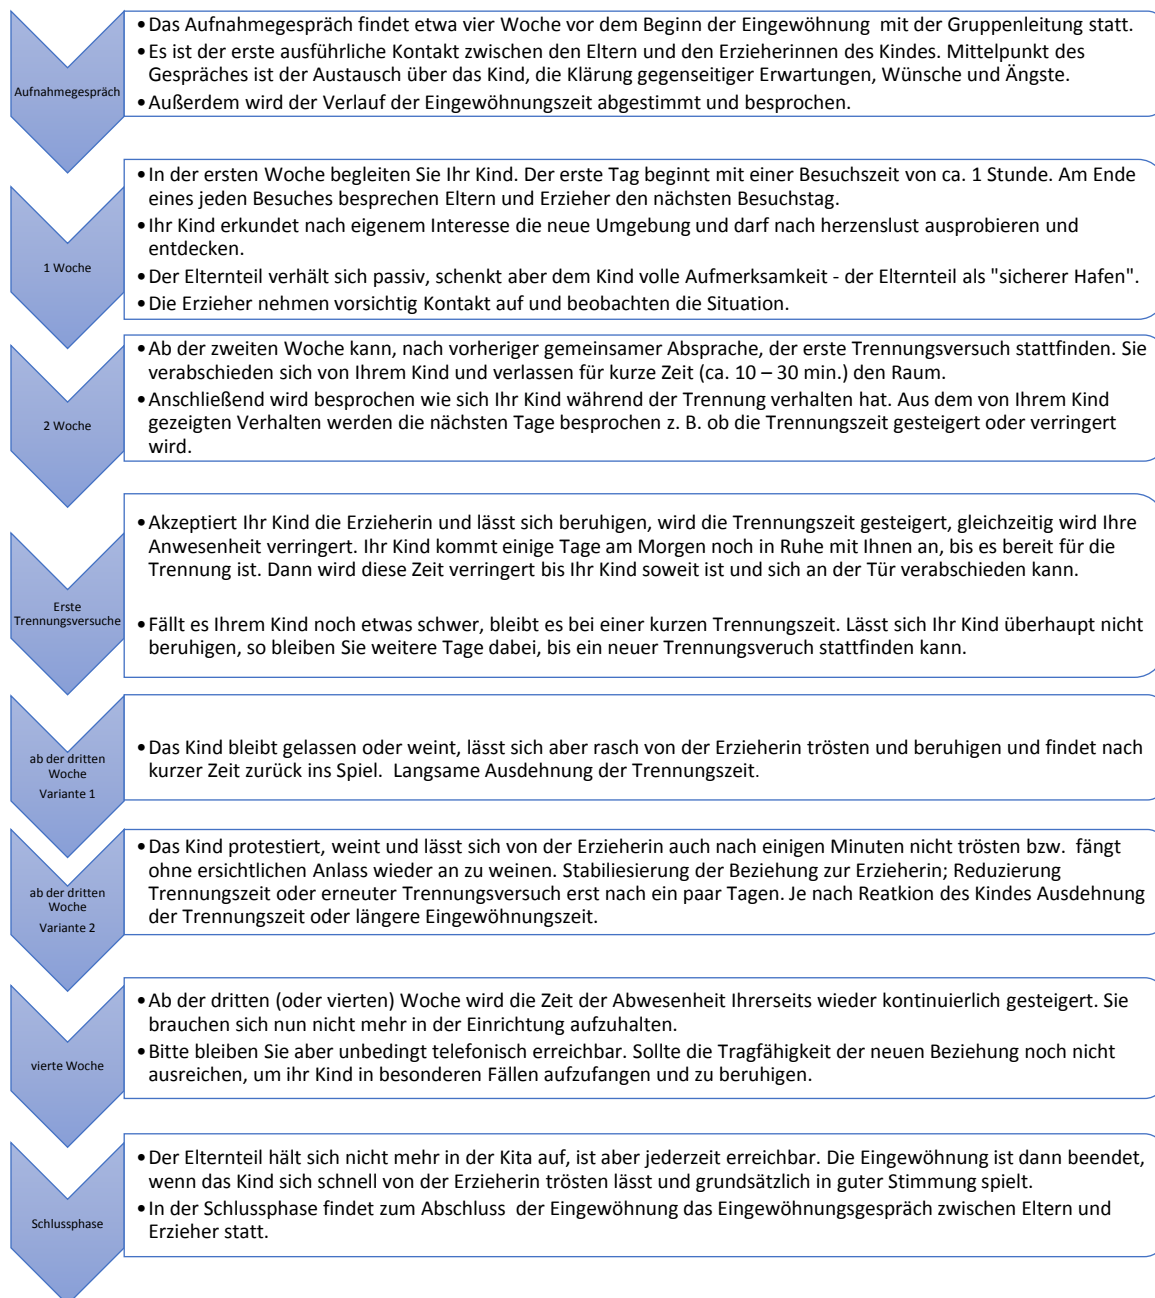 Aufnahmegespräch
•Das Aufnahmegespräch findet etwa vier Woche vor dem Beginn der Eingewöhnung  mit der Gruppenleitung statt.
•Es ist der erste ausführliche Kontakt zwischen den Eltern und den Erzieherinnen des Kindes. Mittelpunkt des
Gespräches ist der Austausch über das Kind, die Klärung gegenseitiger Erwartungen, Wünsche und Ängste.
•Außerdem wird der Verlauf der Eingewöhnungszeit abgestimmt und besprochen.
1 Woche
•In der ersten Woche begleiten Sie Ihr Kind. Der erste Tag beginnt mit einer Besuchszeit von ca. 1 Stunde. Am Ende
eines jeden Besuches besprechen Eltern und Erzieher den nächsten Besuchstag.
•Ihr Kind erkundet nach eigenem Interesse die neue Umgebung und darf nach herzenslust ausprobieren und
entdecken.
•Der Elternteil verhält sich passiv, schenkt aber dem Kind volle Aufmerksamkeit - der Elternteil als "sicherer Hafen".
•Die Erzieher nehmen vorsichtig Kontakt auf und beobachten die Situation.
2 Woche
•Ab der zweiten Woche kann, nach vorheriger gemeinsamer Absprache, der erste Trennungsversuch stattfinden. Sie
verabschieden sich von Ihrem Kind und verlassen für kurze Zeit (ca. 10 – 30 min.) den Raum.
•Anschließend wird besprochen wie sich Ihr Kind während der Trennung verhalten hat. Aus dem von Ihrem Kind
gezeigten Verhalten werden die nächsten Tage besprochen z. B. ob die Trennungszeit gesteigert oder verringert
wird.
Erste
Trennungsversuche
•Akzeptiert Ihr Kind die Erzieherin und lässt sich beruhigen, wird die Trennungszeit gesteigert, gleichzeitig wird Ihre
Anwesenheit verringert. Ihr Kind kommt einige Tage am Morgen noch in Ruhe mit Ihnen an, bis es bereit für die
Trennung ist. Dann wird diese Zeit verringert bis Ihr Kind soweit ist und sich an der Tür verabschieden kann.
•Fällt es Ihrem Kind noch etwas schwer, bleibt es bei einer kurzen Trennungszeit. Lässt sich Ihr Kind überhaupt nicht
beruhigen, so bleiben Sie weitere Tage dabei, bis ein neuer Trennungsveruch stattfinden kann.
ab der dritten
Woche
Variante 1
•Das Kind bleibt gelassen oder weint, lässt sich aber rasch von der Erzieherin trösten und beruhigen und findet nach
kurzer Zeit zurück ins Spiel.  Langsame Ausdehnung der Trennungszeit.
ab der dritten
Woche
Variante 2
•Das Kind protestiert, weint und lässt sich von der Erzieherin auch nach einigen Minuten nicht trösten bzw.  fängt
ohne ersichtlichen Anlass wieder an zu weinen. Stabiliesierung der Beziehung zur Erzieherin; Reduzierung
Trennungszeit oder erneuter Trennungsversuch erst nach ein paar Tagen. Je nach Reatkion des Kindes Ausdehnung
der Trennungszeit oder längere Eingewöhnungszeit.
vierte Woche
•Ab der dritten (oder vierten) Woche wird die Zeit der Abwesenheit Ihrerseits wieder kontinuierlich gesteigert. Sie
brauchen sich nun nicht mehr in der Einrichtung aufzuhalten.
•Bitte bleiben Sie aber unbedingt telefonisch erreichbar. Sollte die Tragfähigkeit der neuen Beziehung noch nicht
ausreichen, um ihr Kind in besonderen Fällen aufzufangen und zu beruhigen.
Schlussphase
•Der Elternteil hält sich nicht mehr in der Kita auf, ist aber jederzeit erreichbar. Die Eingewöhnung ist dann beendet,
wenn das Kind sich schnell von der Erzieherin trösten lässt und grundsätzlich in guter Stimmung spielt.
•In der Schlussphase findet zum Abschluss  der Eingewöhnung das Eingewöhnungsgespräch zwischen Eltern und
Erzieher statt.